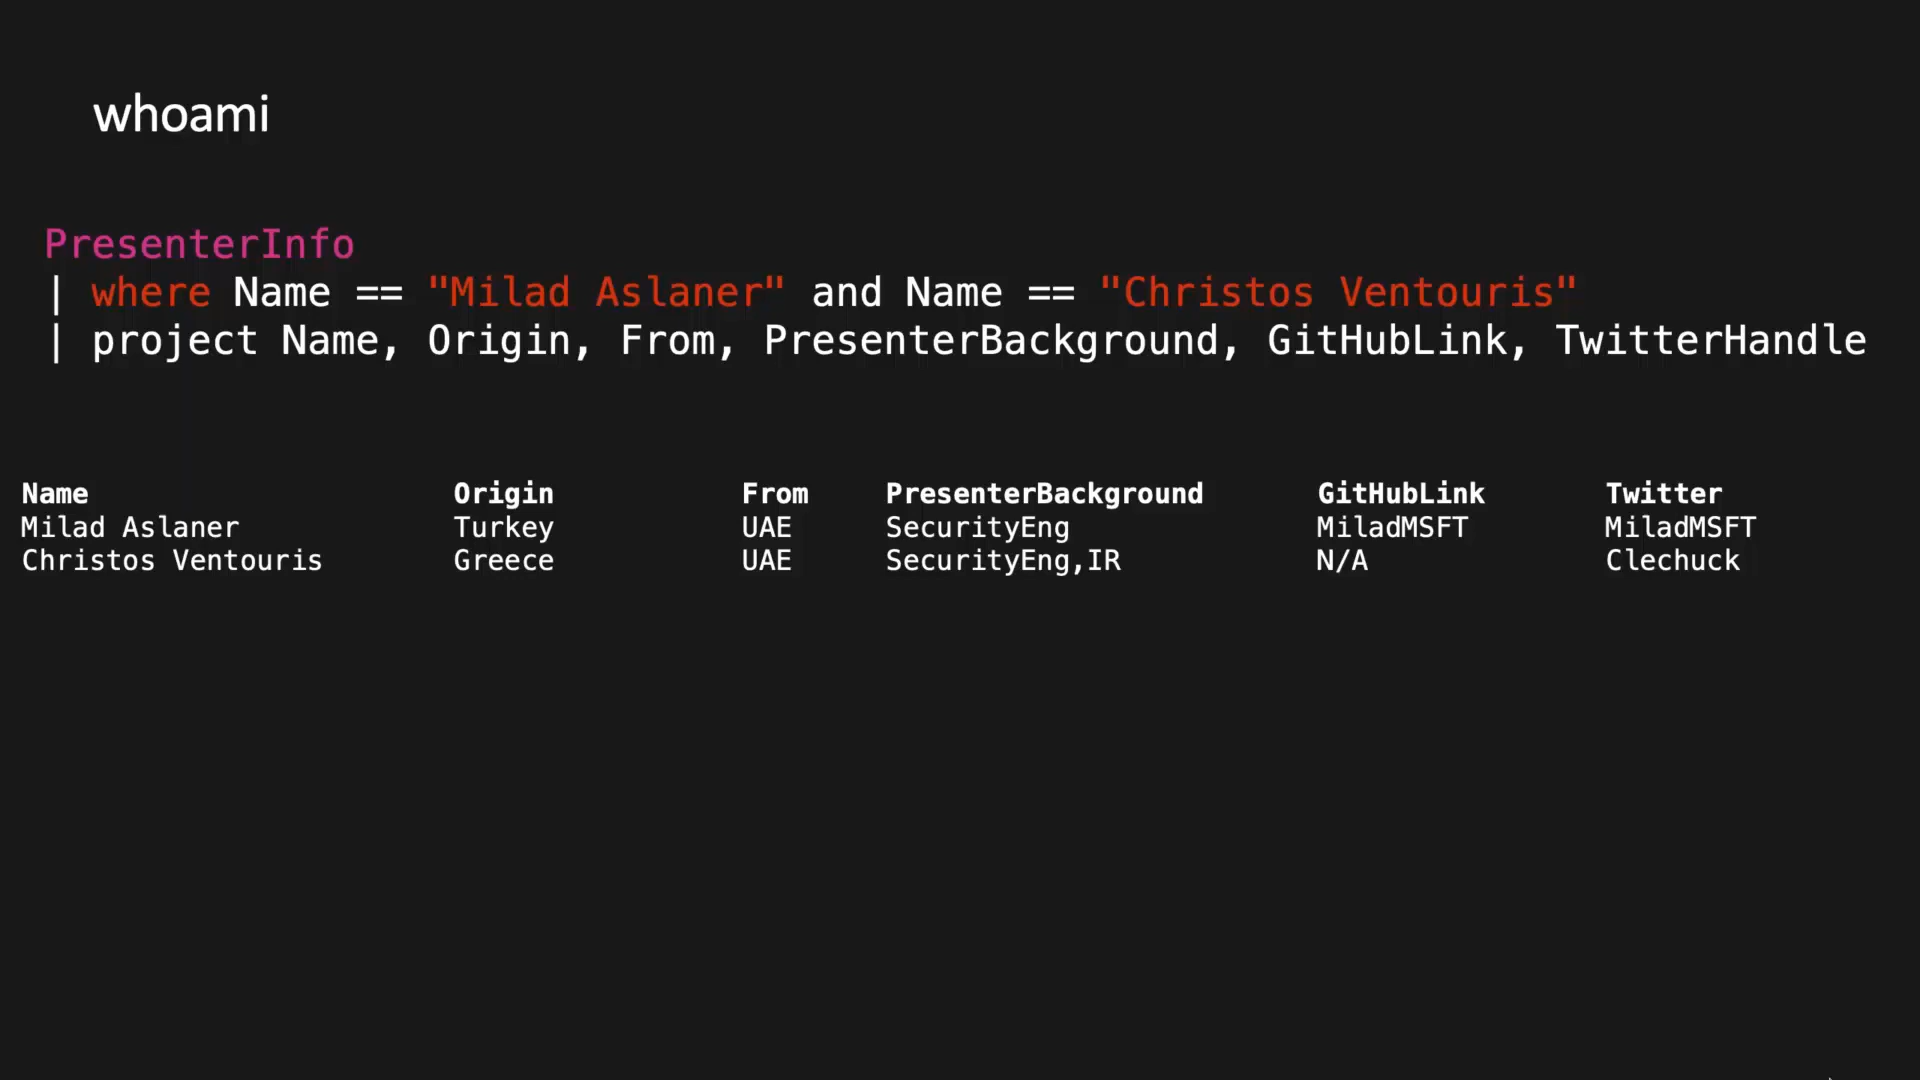 whoami
PresenterInfo
| where Name == "Milad Aslaner" and Name == "Christos Ventouris"
| project Name, Origin, From, PresenterBackground, GitHubLink, TwitterHandle
Name Origin From PresenterBackground GitHubLink Twitter
Milad Aslaner Turkey UAE SecurityEng MiladMSFT MiladMSFT
Christos Ventouris Greece UAE SecurityEng,IR N/A Clechuck